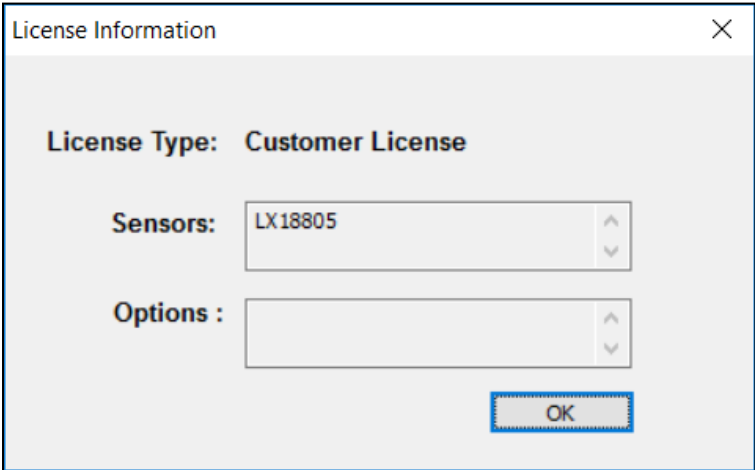 License Information
License Type: Customer License
Sensors: LX18805
Options :
OK